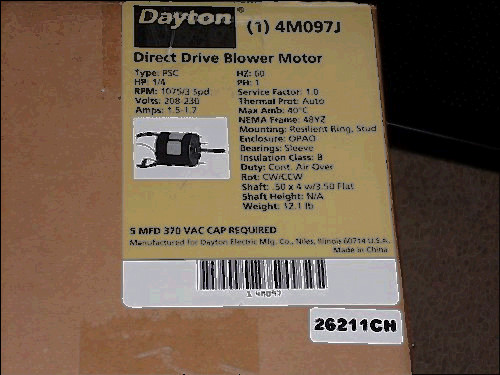 Dayton® (1) 4M097J
Direct Drive Blower Motor
Type: PSC HZ: 60
HP: 1/4 PH: 1
RPM: 1075/3 Spd Service Factor: 1.0
Volts: 208-230 Thermal Prot: Auto
Amps: 1.5-1.7 Max Amb: 40°C
NEMA Frame: 48YZ
Mounting: Resilient Ring, Stud
Enclosure: OPAO
Bearings: Sleeve
Insulation Class: B
Duty: Cont. Air Over
Rot: CW/CCW
Shaft: .50 x 4 w/3.50 Flat
Shaft Height: N/A
Weight: 12.1 lb
5 MFD 370 VAC CAP REQUIRED
Manufactured for Dayton Electric Mfg. Co., Niles, Illinois 60714 U.S.A.
Made in China
1 4M097
26211CH